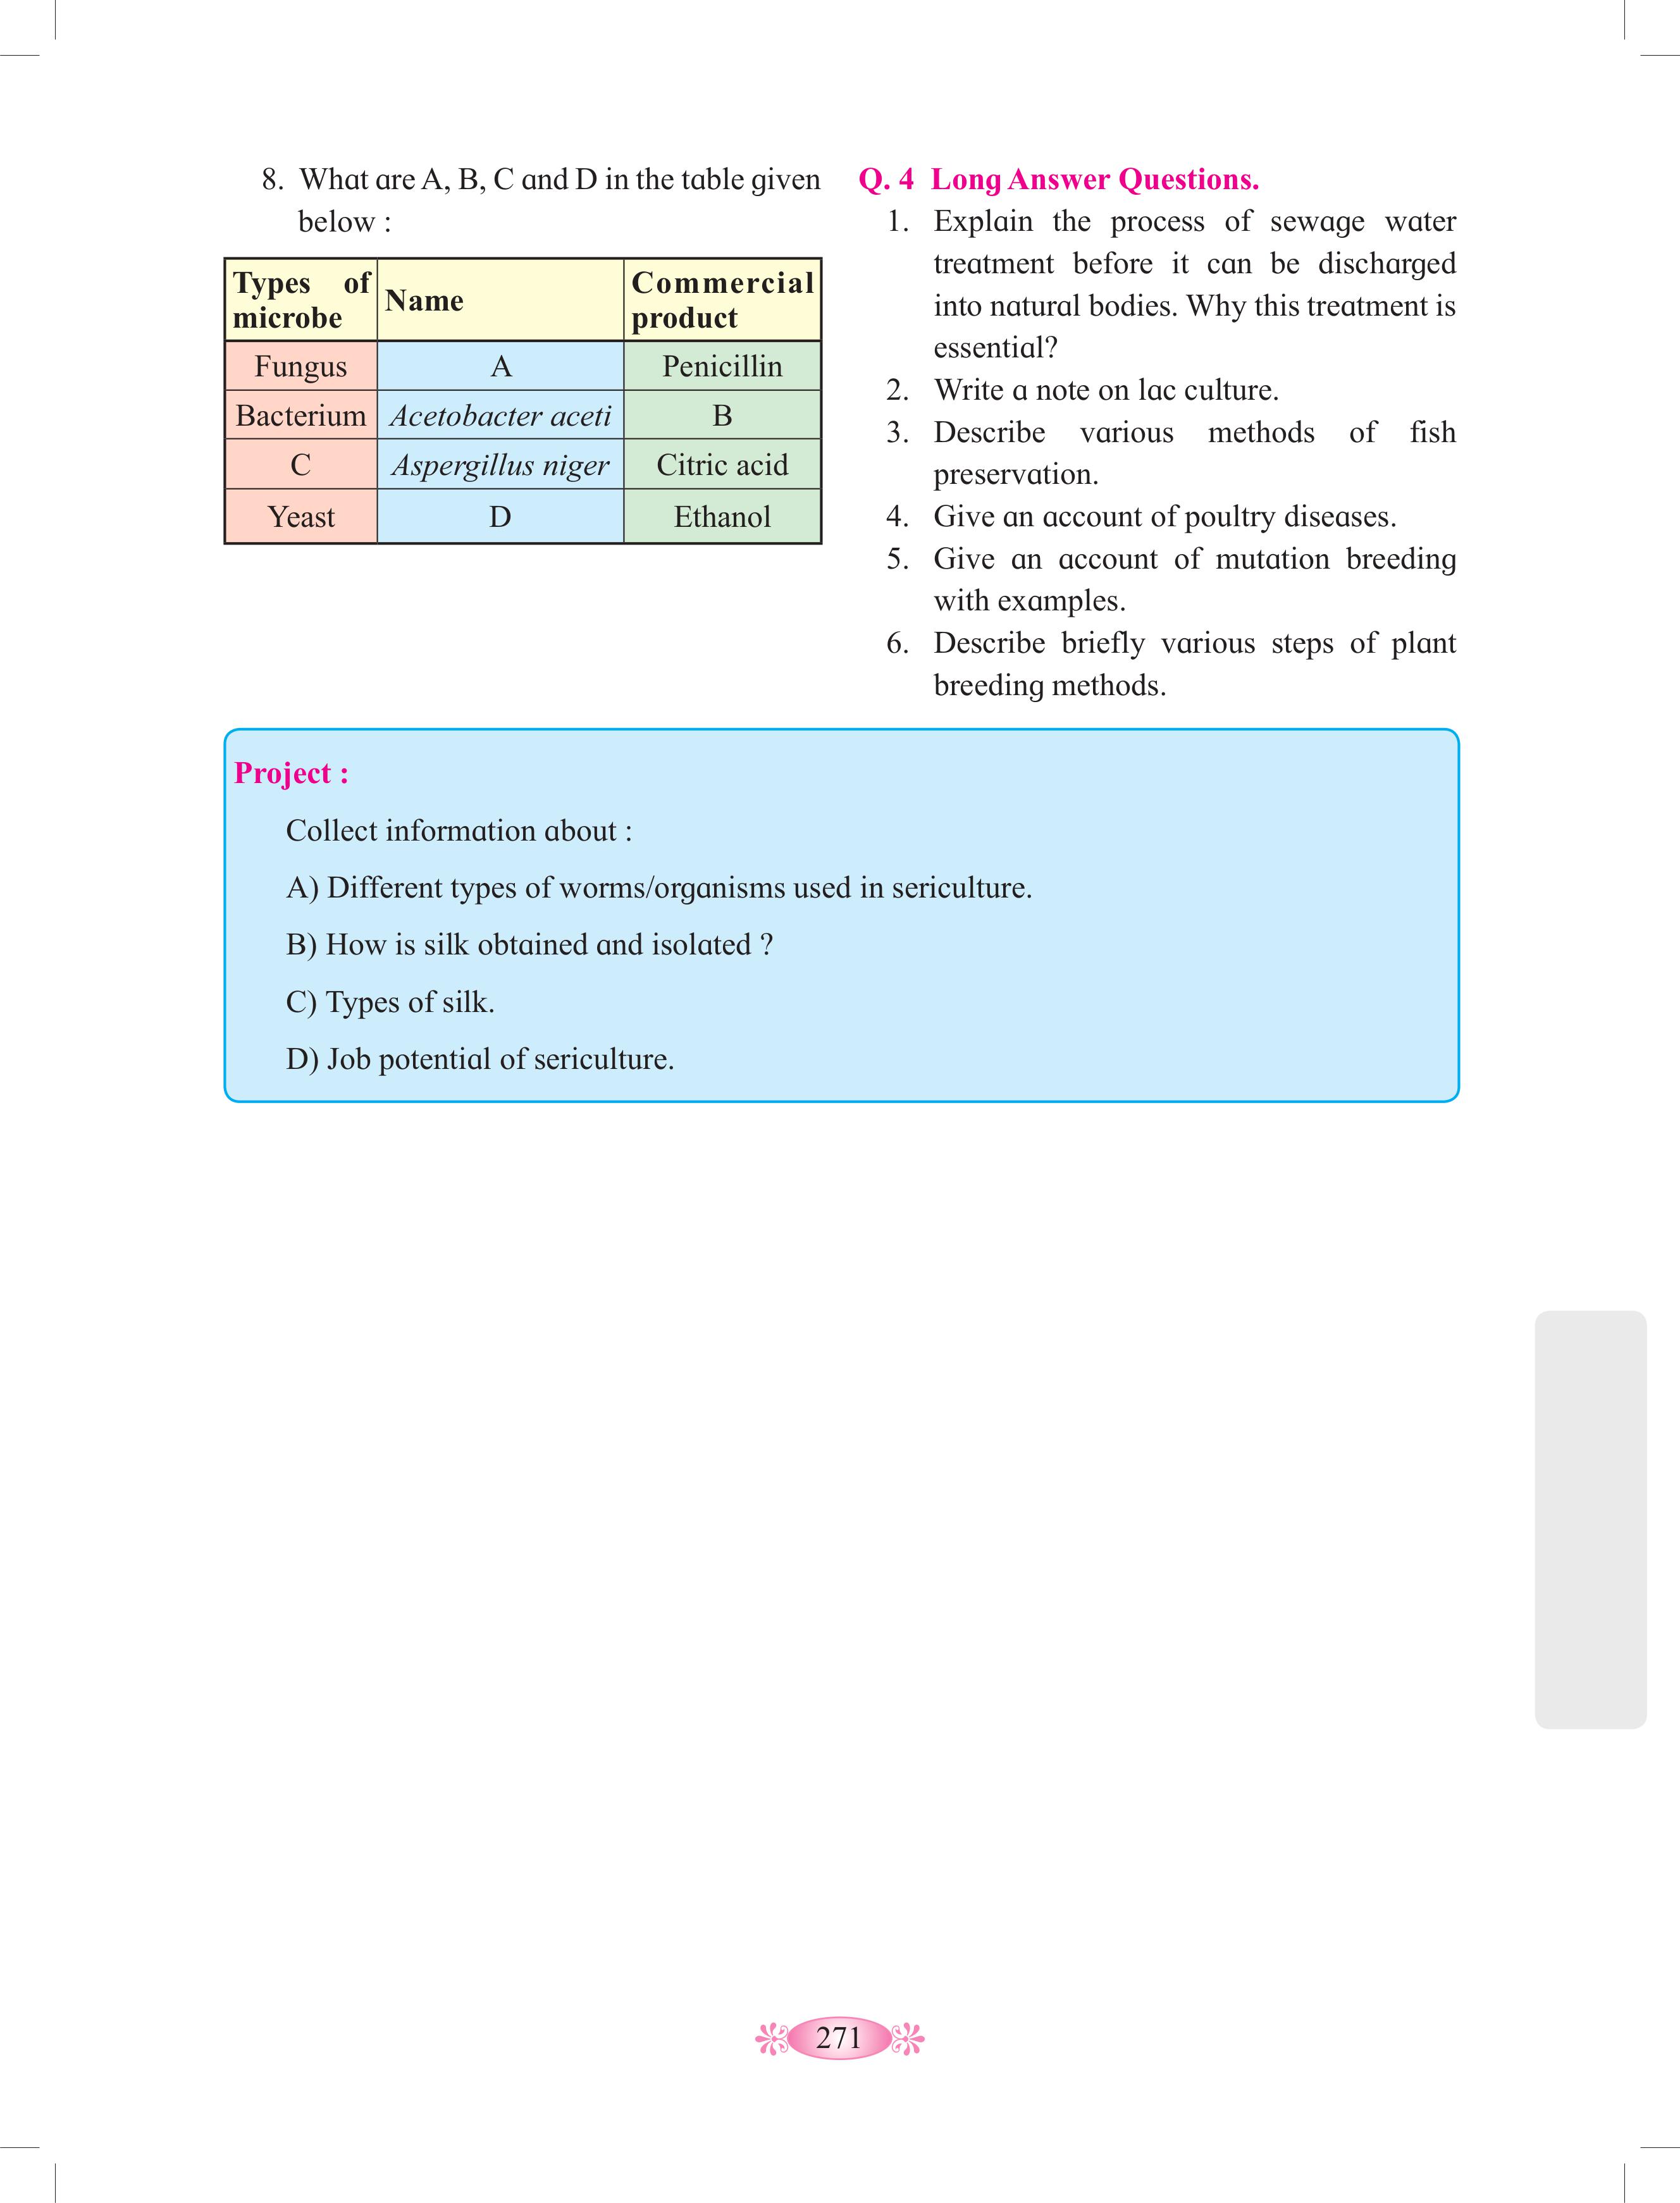 8. What are A, B, C and D in the table given
below :
Types of microbe Name Commercial product
Fungus A Penicillin
Bacterium Acetobacter aceti B
C Aspergillus niger Citric acid
Yeast D Ethanol
Q. 4 Long Answer Questions.
1. Explain the process of sewage water
treatment before it can be discharged
into natural bodies. Why this treatment is
essential?
2. Write a note on lac culture.
3. Describe various methods of fish
preservation.
4. Give an account of poultry diseases.
5. Give an account of mutation breeding
with examples.
6. Describe briefly various steps of plant
breeding methods.
Project :
Collect information about :
A) Different types of worms/organisms used in sericulture.
B) How is silk obtained and isolated ?
C) Types of silk.
D) Job potential of sericulture.
271